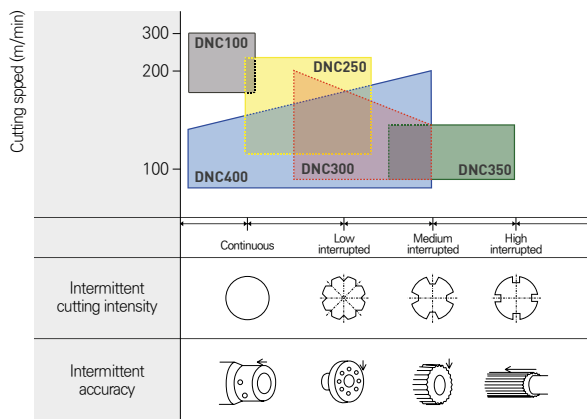 Cutting speed (m/min)
300
200
100
DNC100
DNC250
DNC400
DNC300
DNC350
Continuous
Low
interrupted
Medium
interrupted
High
interrupted
Intermittent
cutting intensity
Intermittent
accuracy